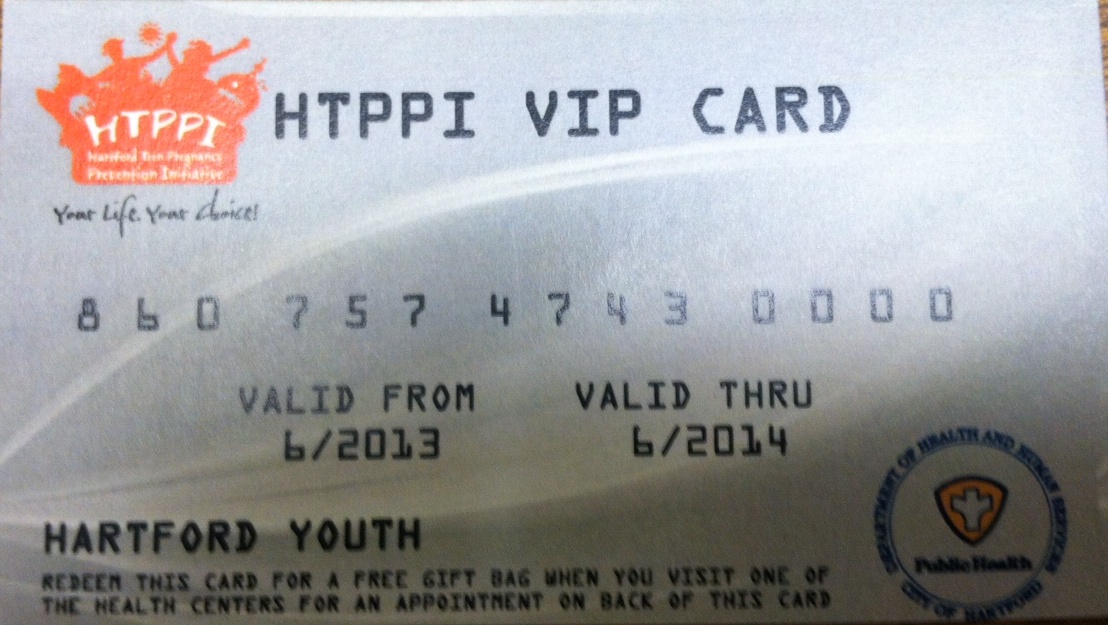 HTPPI
Hartford Teen Pregnancy
Prevention Initiative
Your Life. Your choice!
HTPPI VIP CARD
860 757 4743 0000
VALID FROM VALID THRU
6/2013 6/2014
HARTFORD YOUTH
REDEEM THIS CARD FOR A FREE GIFT BAG WHEN YOU VISIT ONE OF
THE HEALTH CENTERS FOR AN APPOINTMENT ON BACK OF THIS CARD
DEPARTMENT OF HEALTH AND HUMAN SERVICES
Public Health
CITY OF HARTFORD